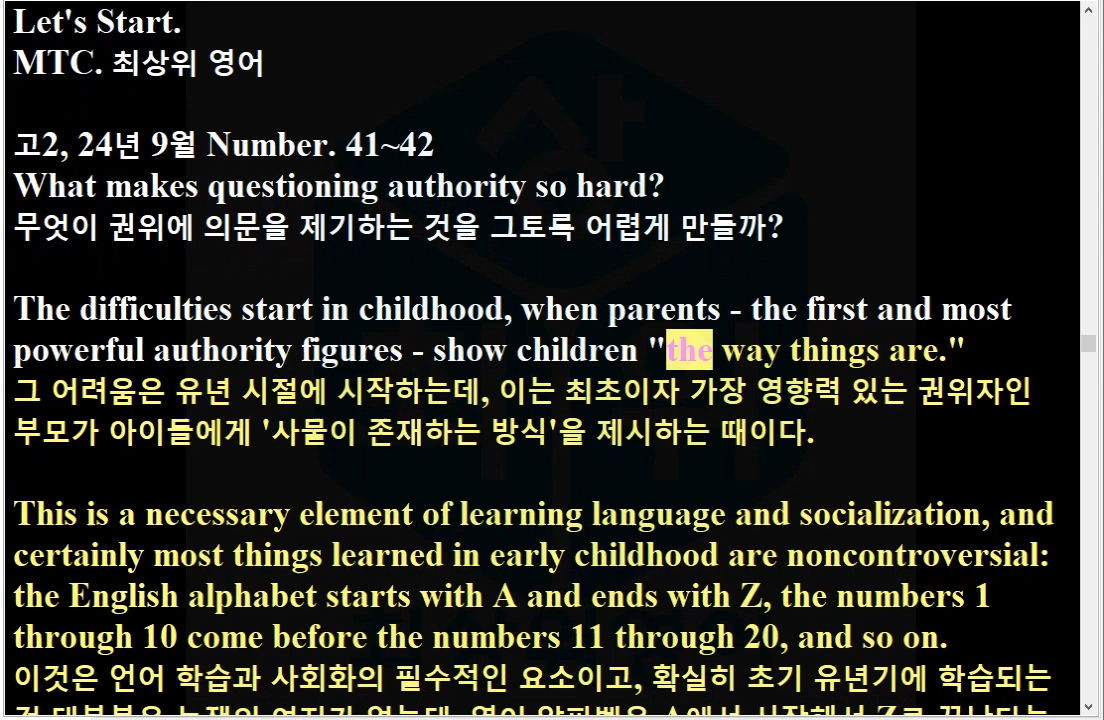 Let's Start.
MTC. 최상위 영어
고2, 24년 9월 Number. 41~42
What makes questioning authority so hard?
무엇이 권위에 의문을 제기하는 것을 그토록 어렵게 만들까?
The difficulties start in childhood, when parents - the first and most
powerful authority figures - show children "the way things are."
그 어려움은 유년 시절에 시작하는데, 이는 최초이자 가장 영향력 있는 권위자인
부모가 아이들에게 '사물이 존재하는 방식'을 제시하는 때이다.
This is a necessary element of learning language and socialization, and
certainly most things learned in early childhood are noncontroversial:
the English alphabet starts with A and ends with Z, the numbers 1
through 10 come before the numbers 11 through 20, and so on.
이것은 언어 학습과 사회화의 필수적인 요소이고, 확실히 초기 유년기에 학습되는